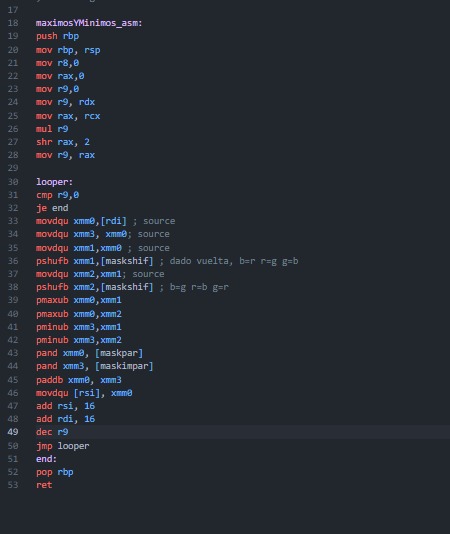 17
18 maximosYMinimos_asm:
19 push rbp
20 mov rbp, rsp
21 mov r8,0
22 mov rax,0
23 mov r9,0
24 mov r9, rdx
25 mov rax, rcx
26 mul r9
27 shr rax, 2
28 mov r9, rax
29
30 looper:
31 cmp r9,0
32 je end
33 movdqu xmm0,[rdi] ; source
34 movdqu xmm3, xmm0; source
35 movdqu xmm1,xmm0 ; source
36 pshufb xmm1,[maskshif] ; dado vuelta, b=r r=g g=b
37 movdqu xmm2,xmm1; source
38 pshufb xmm2,[maskshif] ; b=g r=b g=r
39 pmaxub xmm0,xmm1
40 pmaxub xmm0,xmm2
41 pminub xmm3,xmm1
42 pminub xmm3,xmm2
43 pand xmm0, [maskpar]
44 pand xmm3, [maskimpar]
45 paddb xmm0, xmm3
46 movdqu [rsi], xmm0
47 add rsi, 16
48 add rdi, 16
49 dec r9
50 jmp looper
51 end:
52 pop rbp
53 ret